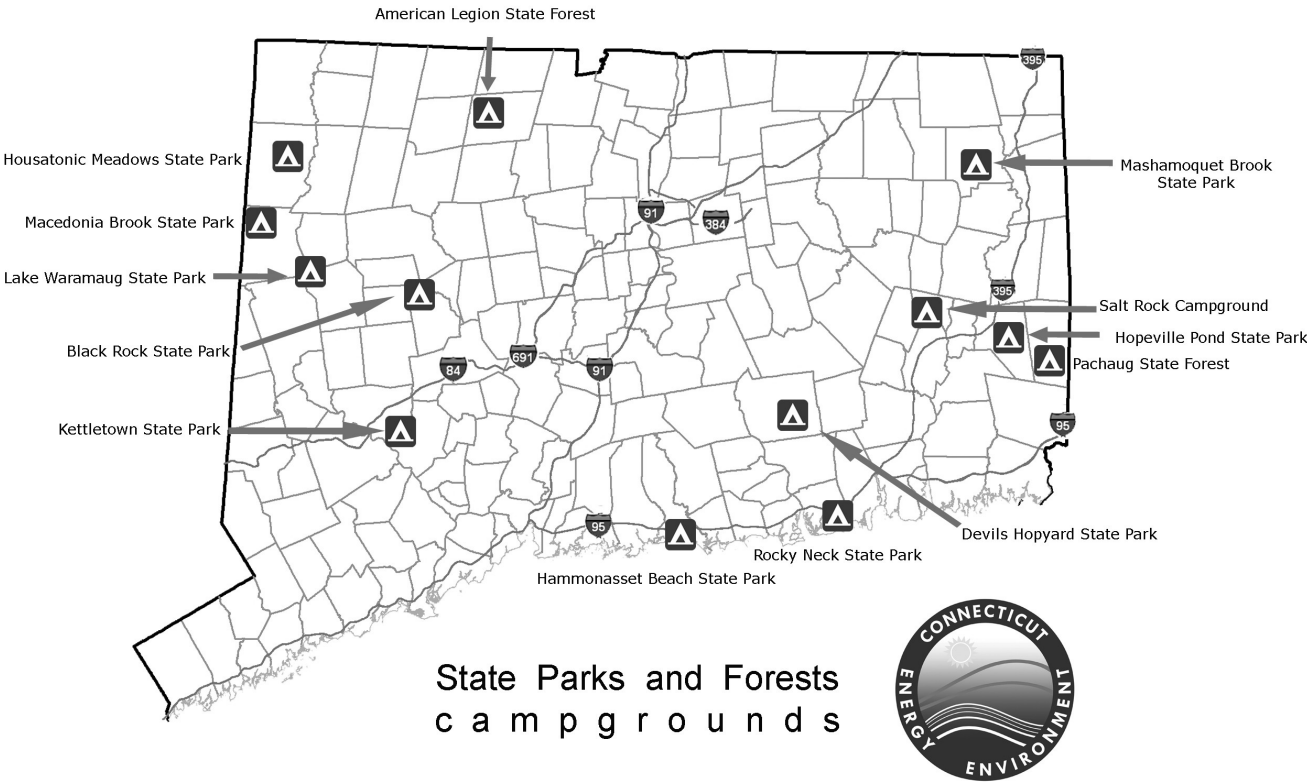 American Legion State Forest
395
Housatonic Meadows State Park
Mashamoquet Brook
State Park
Macedonia Brook State Park
91
384
Lake Waramaug State Park
395
Salt Rock Campground
Hopeville Pond State Park
Black Rock State Park
691
84
91
Pachaug State Forest
Kettletown State Park
95
95
Devils Hopyard State Park
Rocky Neck State Park
Hammonasset Beach State Park
State Parks and Forests
campgrounds
CONNECTICUT
ENERGY
ENVIRONMENT